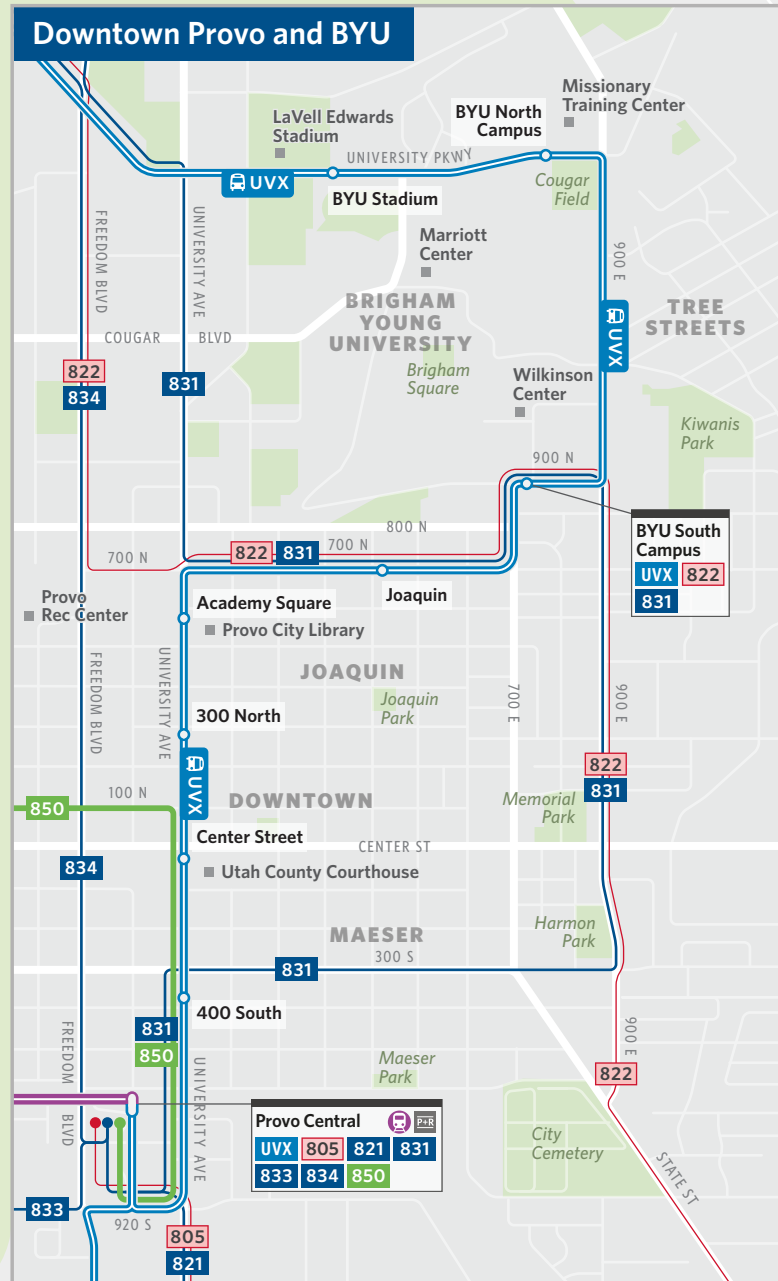 Downtown Provo and BYU
Missionary
Training Center
BYU North
Campus
LaVell Edwards
Stadium
UNIVERSITY PKWY
UVX
BYU Stadium
Cougar
Field
FREEDOM BLVD
UNIVERSITY AVE
Marriott
Center
900 E
BRIGHAM
YOUNG
UNIVERSITY
TREE
STREETS
UVX
COUGAR BLVD
822
834
831
Brigham
Square
Wilkinson
Center
Kiwanis
Park
900 N
800 N
700 N
822 831
700 N
BYU South
Campus
UVX 822
831
Joaquin
Provo
Rec Center
Academy Square
Provo City Library
FREEDOM BLVD
UNIVERSITY AVE
JOAQUIN
Joaquin
Park
700 E
900 E
300 North
UVX
822
831
100 N
850
DOWNTOWN
Memorial
Park
Center Street
CENTER ST
834
Utah County Courthouse
MAESER
Harmon
Park
300 S
831
400 South
831
850
FREEDOM BLVD
UNIVERSITY AVE
900 E
Maeser
Park
822
Provo Central P+R
UVX 805 821 831
833 834 850
City
Cemetery
STATE ST
833
920 S
805
821